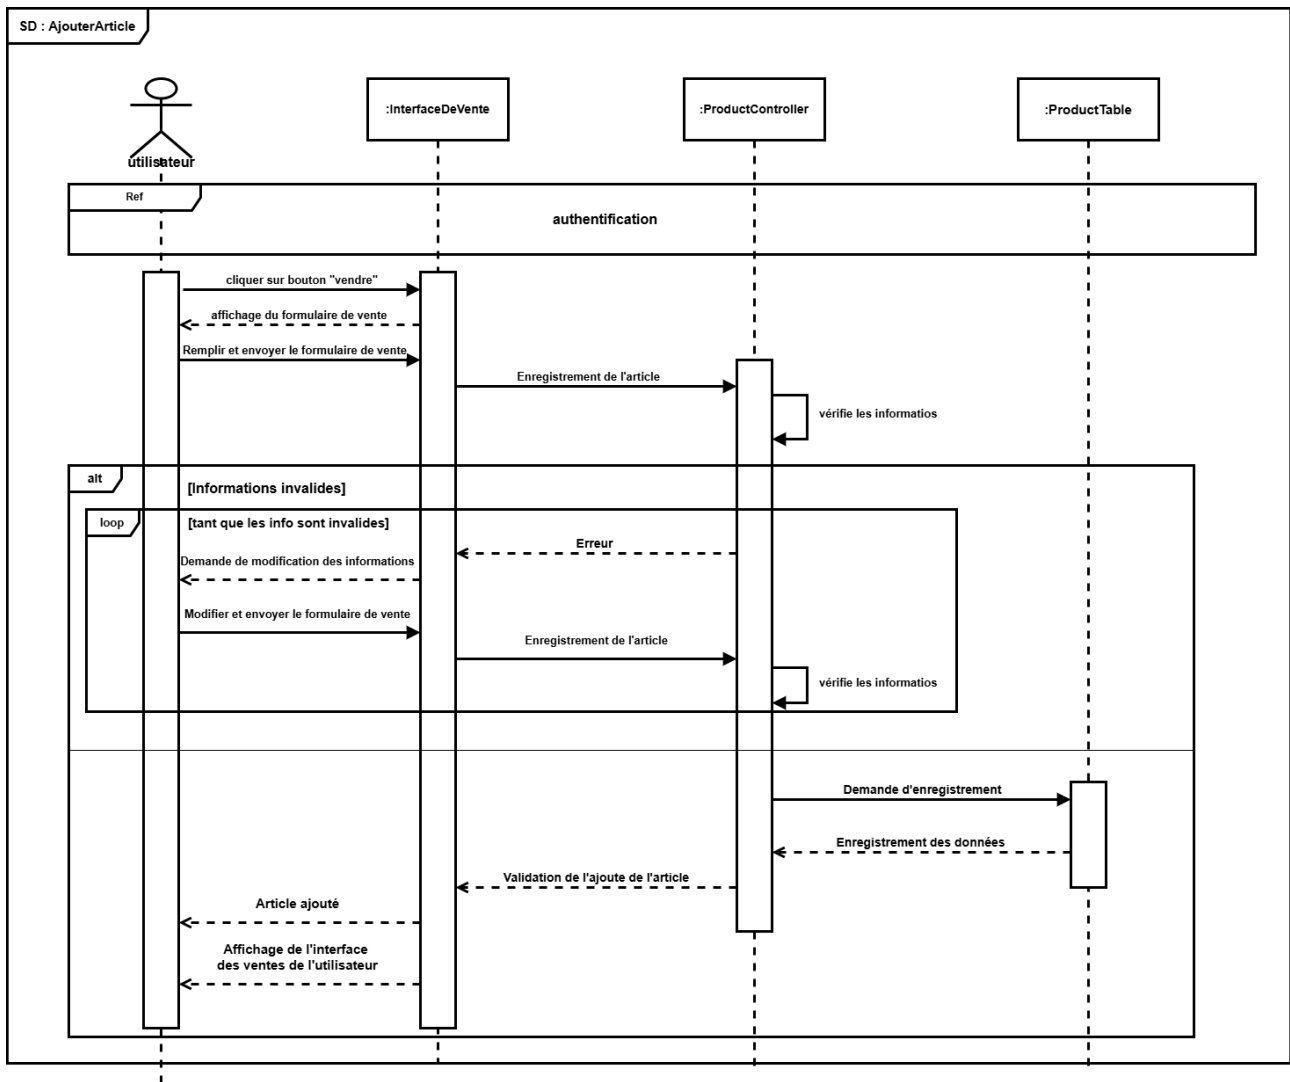 SD : AjouterArticle
:InterfaceDeVente
:ProductController
:ProductTable
utilisateur
Ref
authentification
cliquer sur bouton "vendre"
affichage du formulaire de vente
Remplir et envoyer le formulaire de vente
Enregistrement de l'article
vérifie les informatios
alt
[Informations invalides]
loop
[tant que les info sont invalides]
Erreur
Demande de modification des informations
Modifier et envoyer le formulaire de vente
Enregistrement de l'article
vérifie les informatios
Demande d'enregistrement
Enregistrement des données
Validation de l'ajoute de l'article
Article ajouté
Affichage de l'interface
des ventes de l'utilisateur